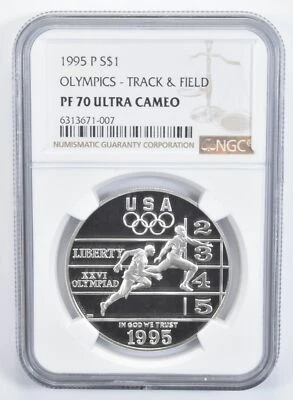 1995 P S$1
OLYMPICS - TRACK & FIELD
PF 70 ULTRA CAMEO
6313671-007
NUMISMATIC GUARANTY CORPORATION
NGC
USA
2
LIBERTY
3
XXVI
4
OLYMPIAD
5
IN GOD WE TRUST
1995